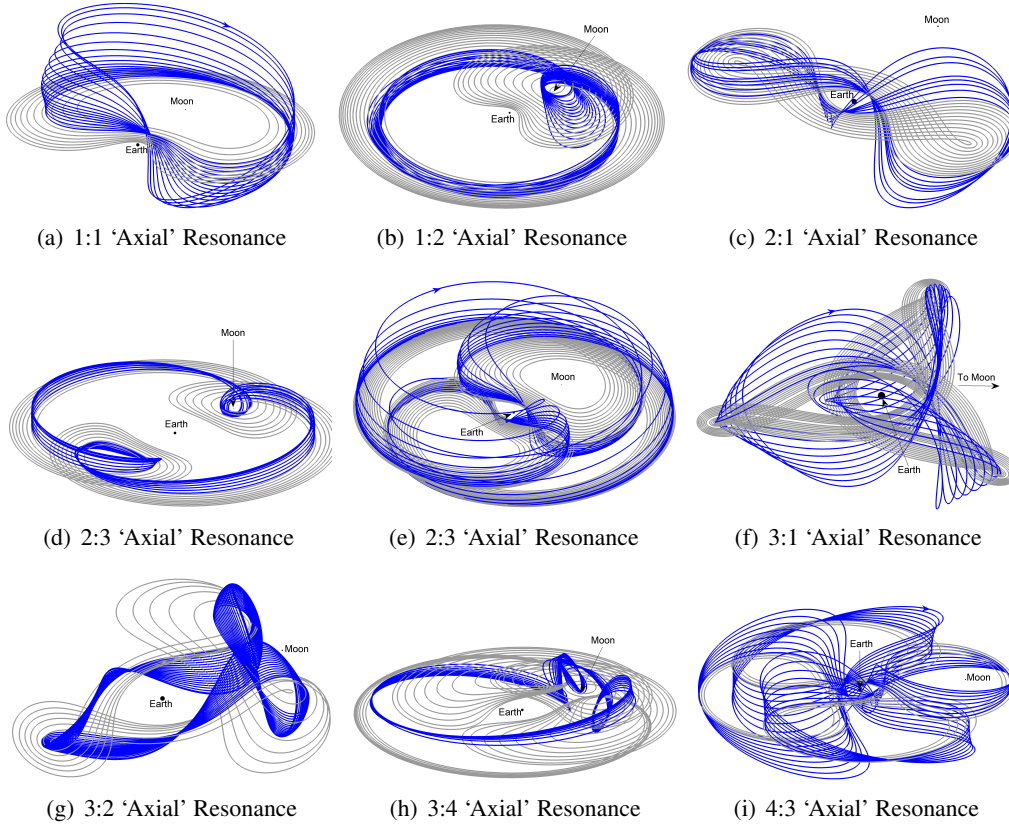 Moon
Earth
(a) 1:1 ‘Axial’ Resonance
Moon
Earth
(b) 1:2 ‘Axial’ Resonance
Moon
Earth
(c) 2:1 ‘Axial’ Resonance
Moon
Earth
(d) 2:3 ‘Axial’ Resonance
Moon
Earth
(e) 2:3 ‘Axial’ Resonance
To Moon
Earth
(f) 3:1 ‘Axial’ Resonance
Moon
Earth
(g) 3:2 ‘Axial’ Resonance
Moon
Earth
(h) 3:4 ‘Axial’ Resonance
Earth
Moon
(i) 4:3 ‘Axial’ Resonance